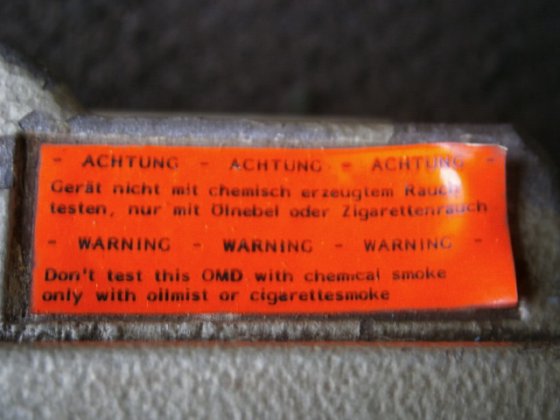 - ACHTUNG - ACHTUNG - ACHTUNG -
Gerät nicht mit chemisch erzeugtem Rauch
testen, nur mit Ölnebel oder Zigarettenrauch
- WARNING - WARNING - WARNING -
Don't test this OMD with chemical smoke
only with oilmist or cigarettesmoke